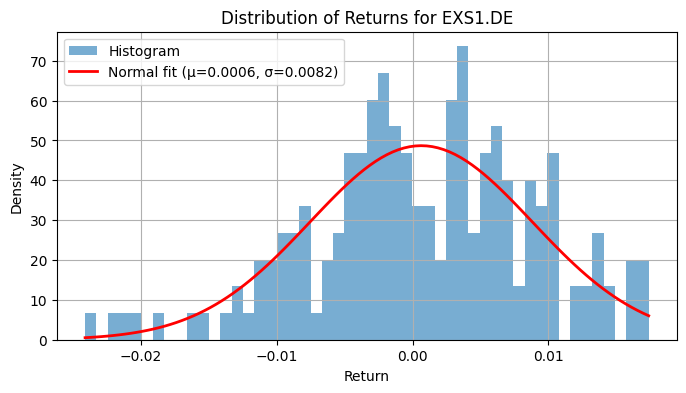 Distribution of Returns for EXS1.DE
Histogram
Normal fit (μ=0.0006, σ=0.0082)
Density
70
60
50
40
30
20
10
0
−0.02
−0.01
0.00
0.01
Return